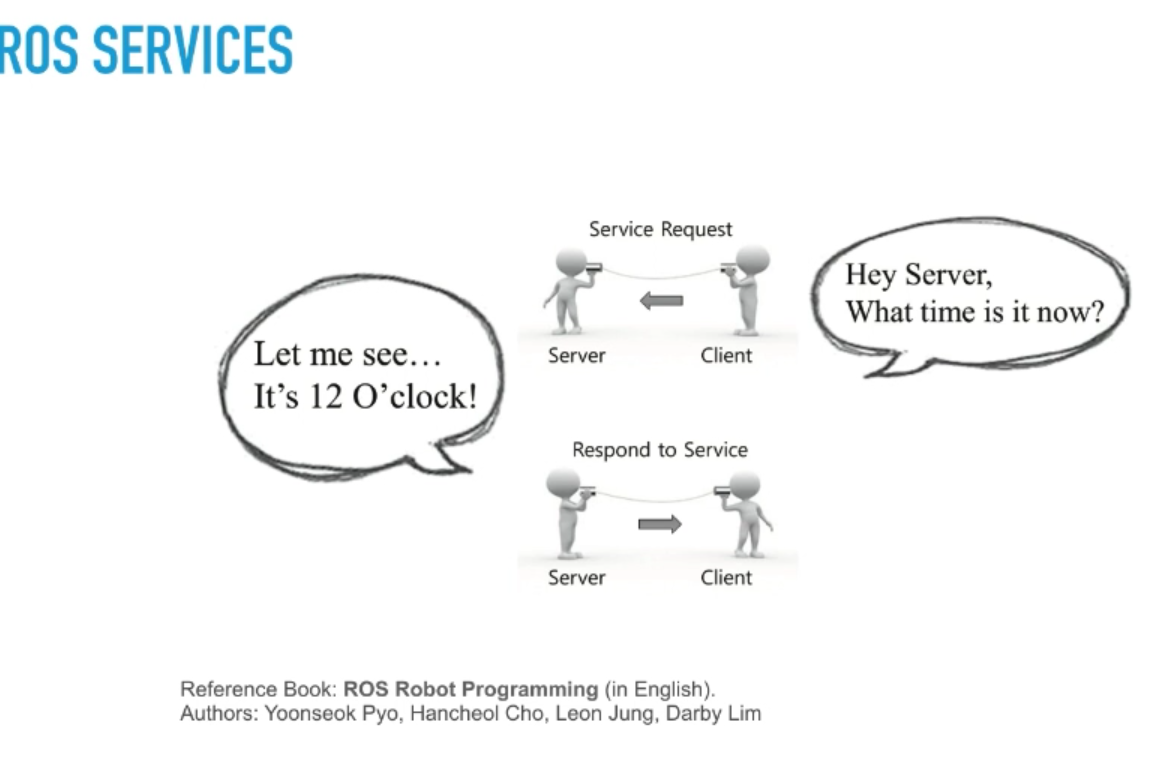 ROS SERVICES
Service Request
Hey Server,
What time is it now?
Server
Client
Let me see…
It’s 12 O’clock!
Respond to Service
Server
Client
Reference Book: ROS Robot Programming (in English).
Authors: Yoonseok Pyo, Hancheol Cho, Leon Jung, Darby Lim